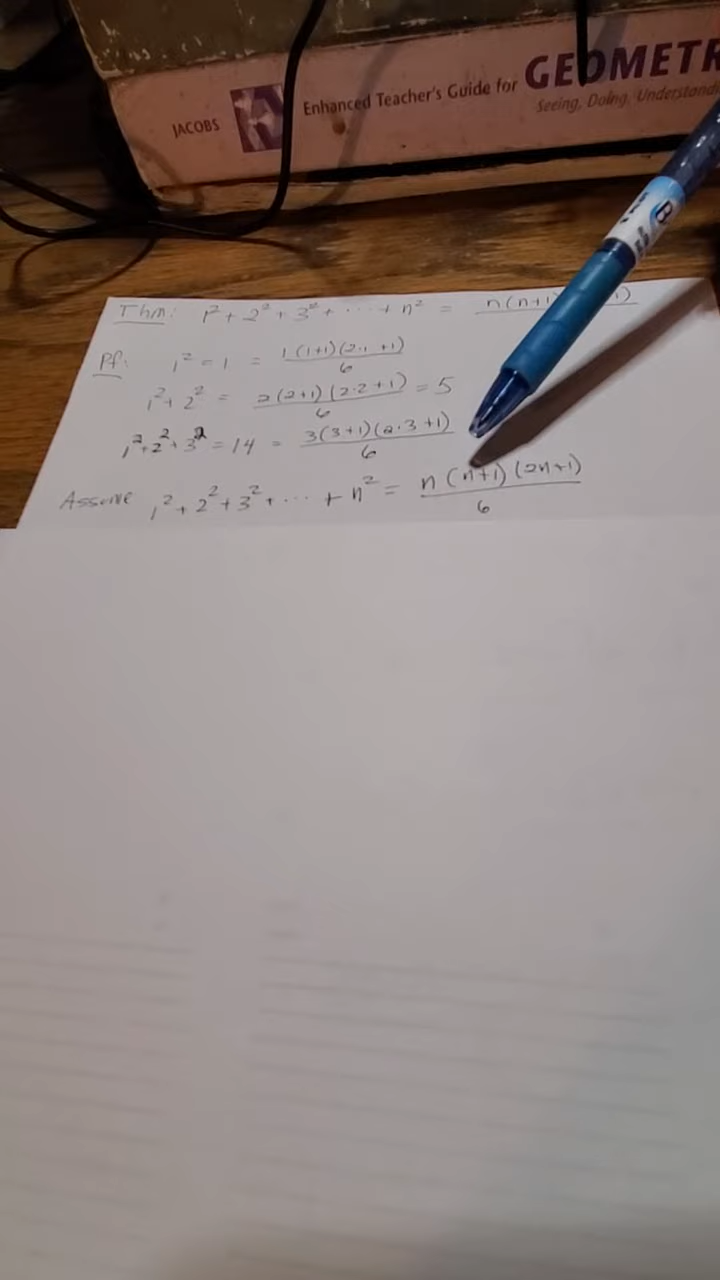 JACOBS Enhanced Teacher's Guide for GEOMETR
Seeing, Doing, Understandi
Thm: 1² + 2² + 3² + ··· + n² = n(n+1) 1)
Pf: 1² = 1 = 1(1+1)(2·1+1)/6
1² + 2² = 2(2+1)(2·2+1)/6 = 5
1²+2²+3² = 14 = 3(3+1)(2·3+1)/6
Assume 1² + 2² + 3² + ··· + n² = n(n+1)(2n+1)/6